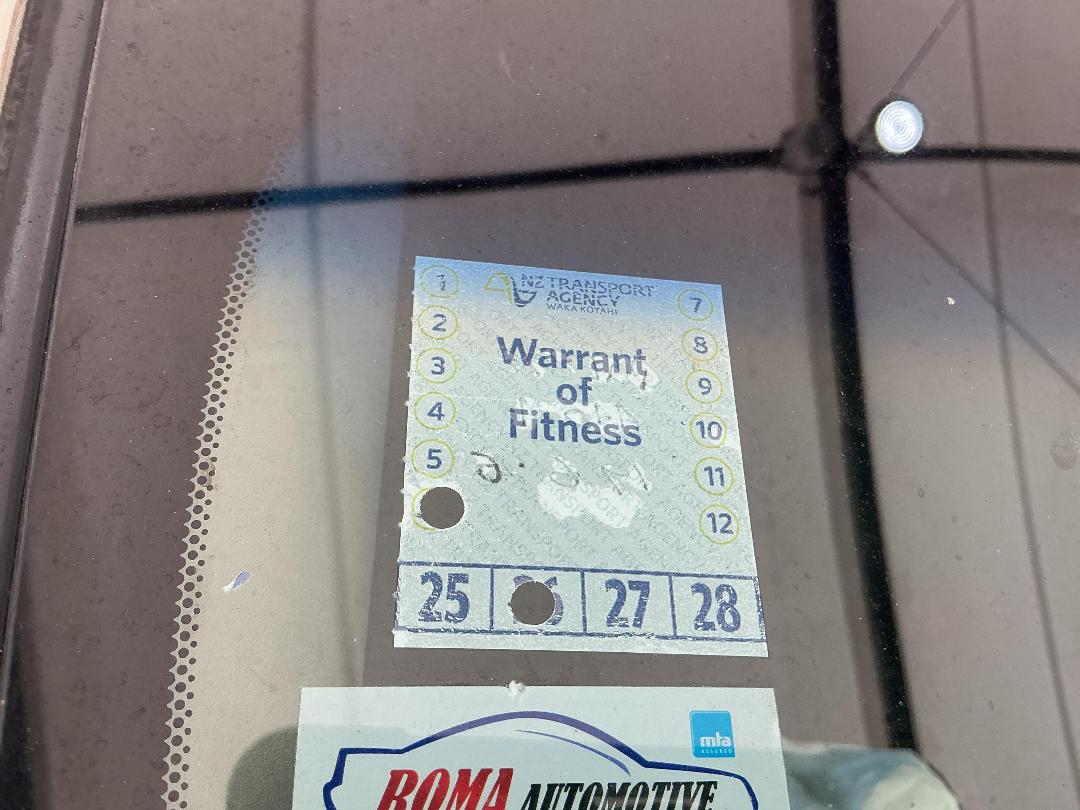 NZ TRANSPORT
AGENCY
WAKA KOTAHI
1
2
3
4
5
7
8
9
10
11
12
Warrant
of
Fitness
25
27
28
mta
ASSURED
ROMA AUTOMOTIVE